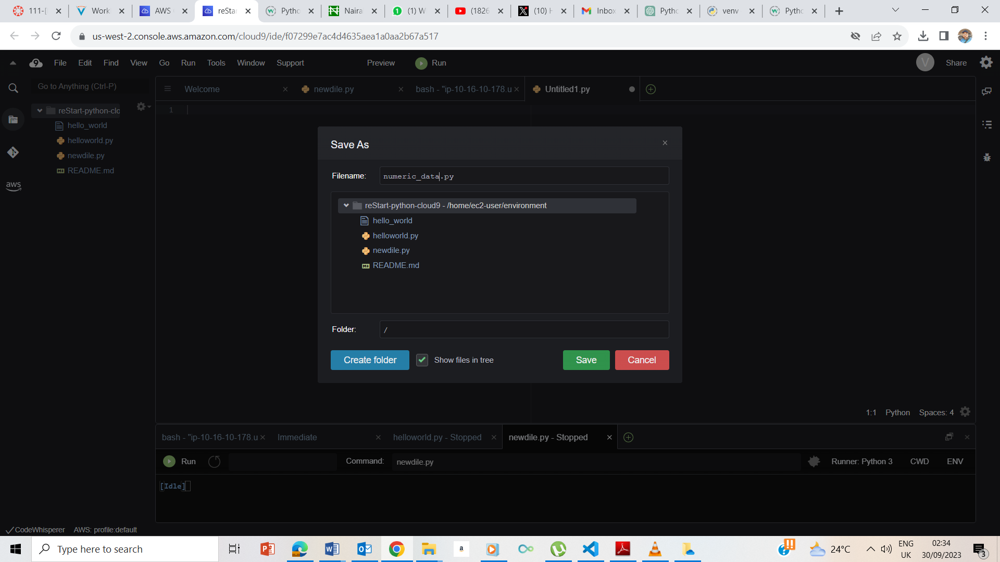 111-[
Work
AWS
reStar
Pytho
Naira
(1) W
(1826
(10) H
Inbox
Pytho
venv
Pytho
us-west-2.console.aws.amazon.com/cloud9/ide/f07299e7ac4d4635aea1a0aa2b67a517
File Edit Find View Go Run Tools Window Support Preview Run V Share
Go to Anything (Ctrl-P)
Welcome newdile.py bash - "ip-10-16-10-178.u Untitled1.py
reStart-python-clo
hello_world
helloworld.py
newdile.py
README.md
aws
1
Save As
Filename: numeric_data.py
reStart-python-cloud9 - /home/ec2-user/environment
hello_world
helloworld.py
newdile.py
README.md
Folder: /
Create folder Show files in tree Save Cancel
1:1 Python Spaces: 4
bash - "ip-10-16-10-178.u Immediate helloworld.py - Stopped newdile.py - Stopped
Run Command: newdile.py Runner: Python 3 CWD ENV
[Idle]
CodeWhisperer AWS: profile:default
Type here to search
24°C
ENG
UK
02:34
30/09/2023
3